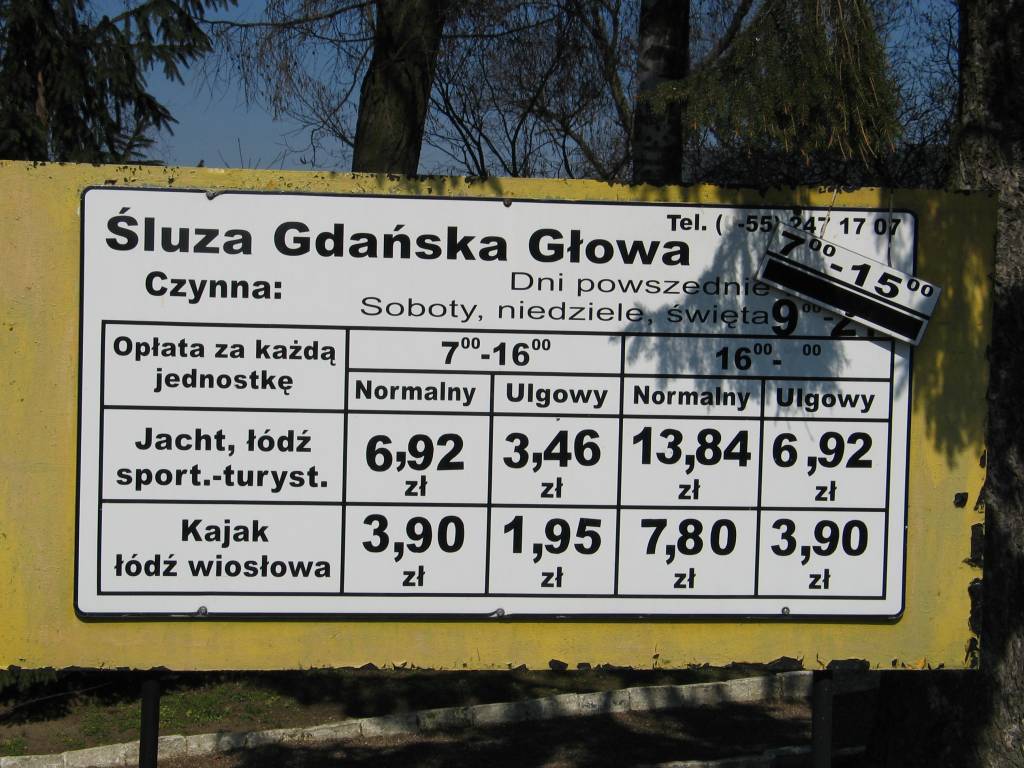 Śluza Gdańska Głowa
Tel. ( -55) 247 17 07
Czynna:
Dni powszednie
7⁰⁰-15⁰⁰
Soboty, niedziele, święta
Opłata za każdą jednostkę
7⁰⁰-16⁰⁰
16⁰⁰- ⁰⁰
Normalny Ulgowy Normalny Ulgowy
Jacht, łódź
sport.-turyst.
6,92 zł 3,46 zł 13,84 zł 6,92 zł
Kajak
łódź wiosłowa
3,90 zł 1,95 zł 7,80 zł 3,90 zł